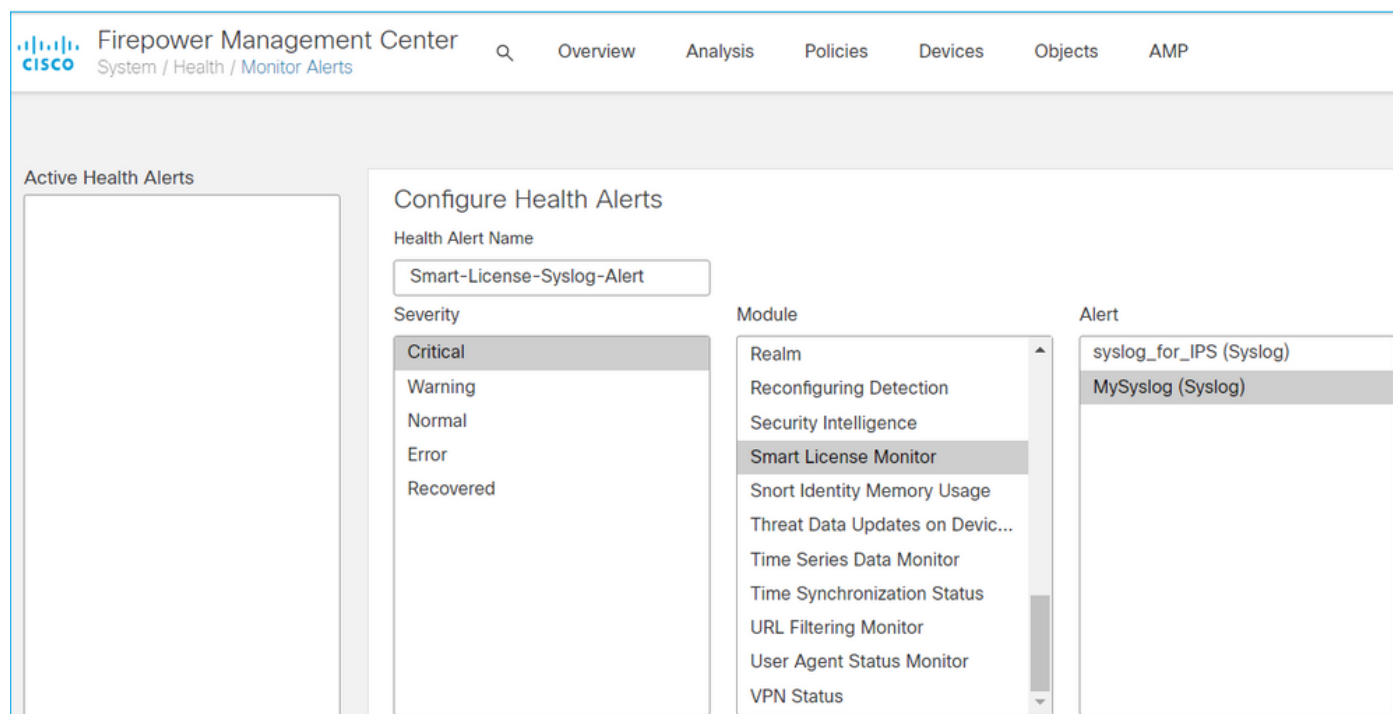 Firepower Management Center
CISCO
System / Health / Monitor Alerts
Overview
Analysis
Policies
Devices
Objects
AMP
Active Health Alerts
Configure Health Alerts
Health Alert Name
Smart-License-Syslog-Alert
Severity
Critical
Warning
Normal
Error
Recovered
Module
Realm
Reconfiguring Detection
Security Intelligence
Smart License Monitor
Snort Identity Memory Usage
Threat Data Updates on Devic...
Time Series Data Monitor
Time Synchronization Status
URL Filtering Monitor
User Agent Status Monitor
VPN Status
Alert
syslog_for_IPS (Syslog)
MySyslog (Syslog)